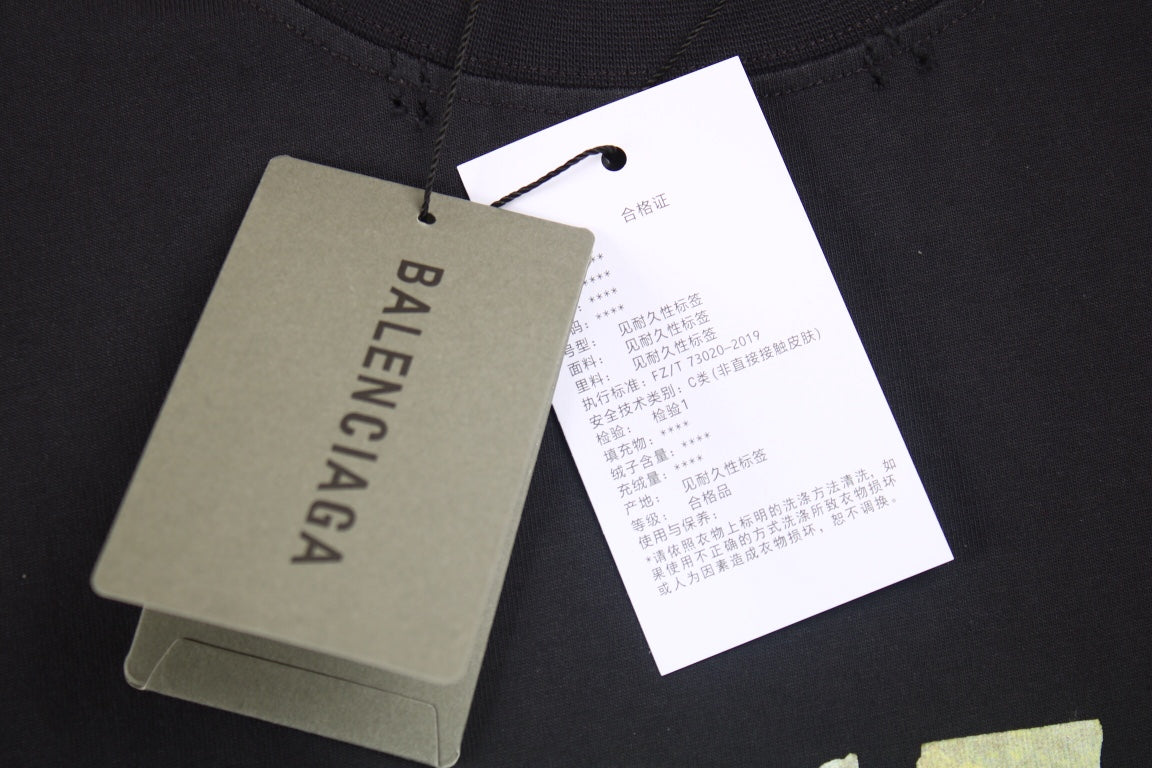 BALENCIAGA
合格证
**
****
: ****
码: ****
号型: 见耐久性标签
面料: 见耐久性标签
里料: 见耐久性标签
执行标准: FZ/T 73020-2019
安全技术类别: C类(非直接接触皮肤)
检验: 检验1
填充物: ****
绒子含量: ****
充绒量: ****
产地: 见耐久性标签
等级: 合格品
使用与保养:
*请依照衣物上标明的洗涤方法清洗, 如
果使用不正确的方式洗涤所致衣物损坏
或人为因素造成衣物损坏, 恕不调换。